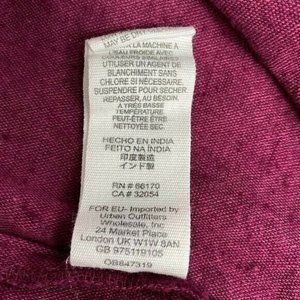 MAY BE DRY
LAVER À LA MACHINE À
L'EAU FROIDE AVEC
COULEURS SIMILAIRES
UTILISER UN AGENT DE
BLANCHIMENT SANS
CHLORE SI NÉCESSAIRE.
SUSPENDRE POUR SÉCHER.
REPASSER, AU BESOIN,
À TRÈS BASSE
TEMPÉRATURE
PEUT-ÊTRE ÊTRE
NETTOYÉE SEC.
HECHO EN INDIA
FEITO NA ÍNDIA
印度製造
インド製
RN # 66170
CA # 32054
FOR EU- Imported by
Urban Outfitters
Inc
24 Market Place
London UK W1W 8AN
GB 975119105
OB847319